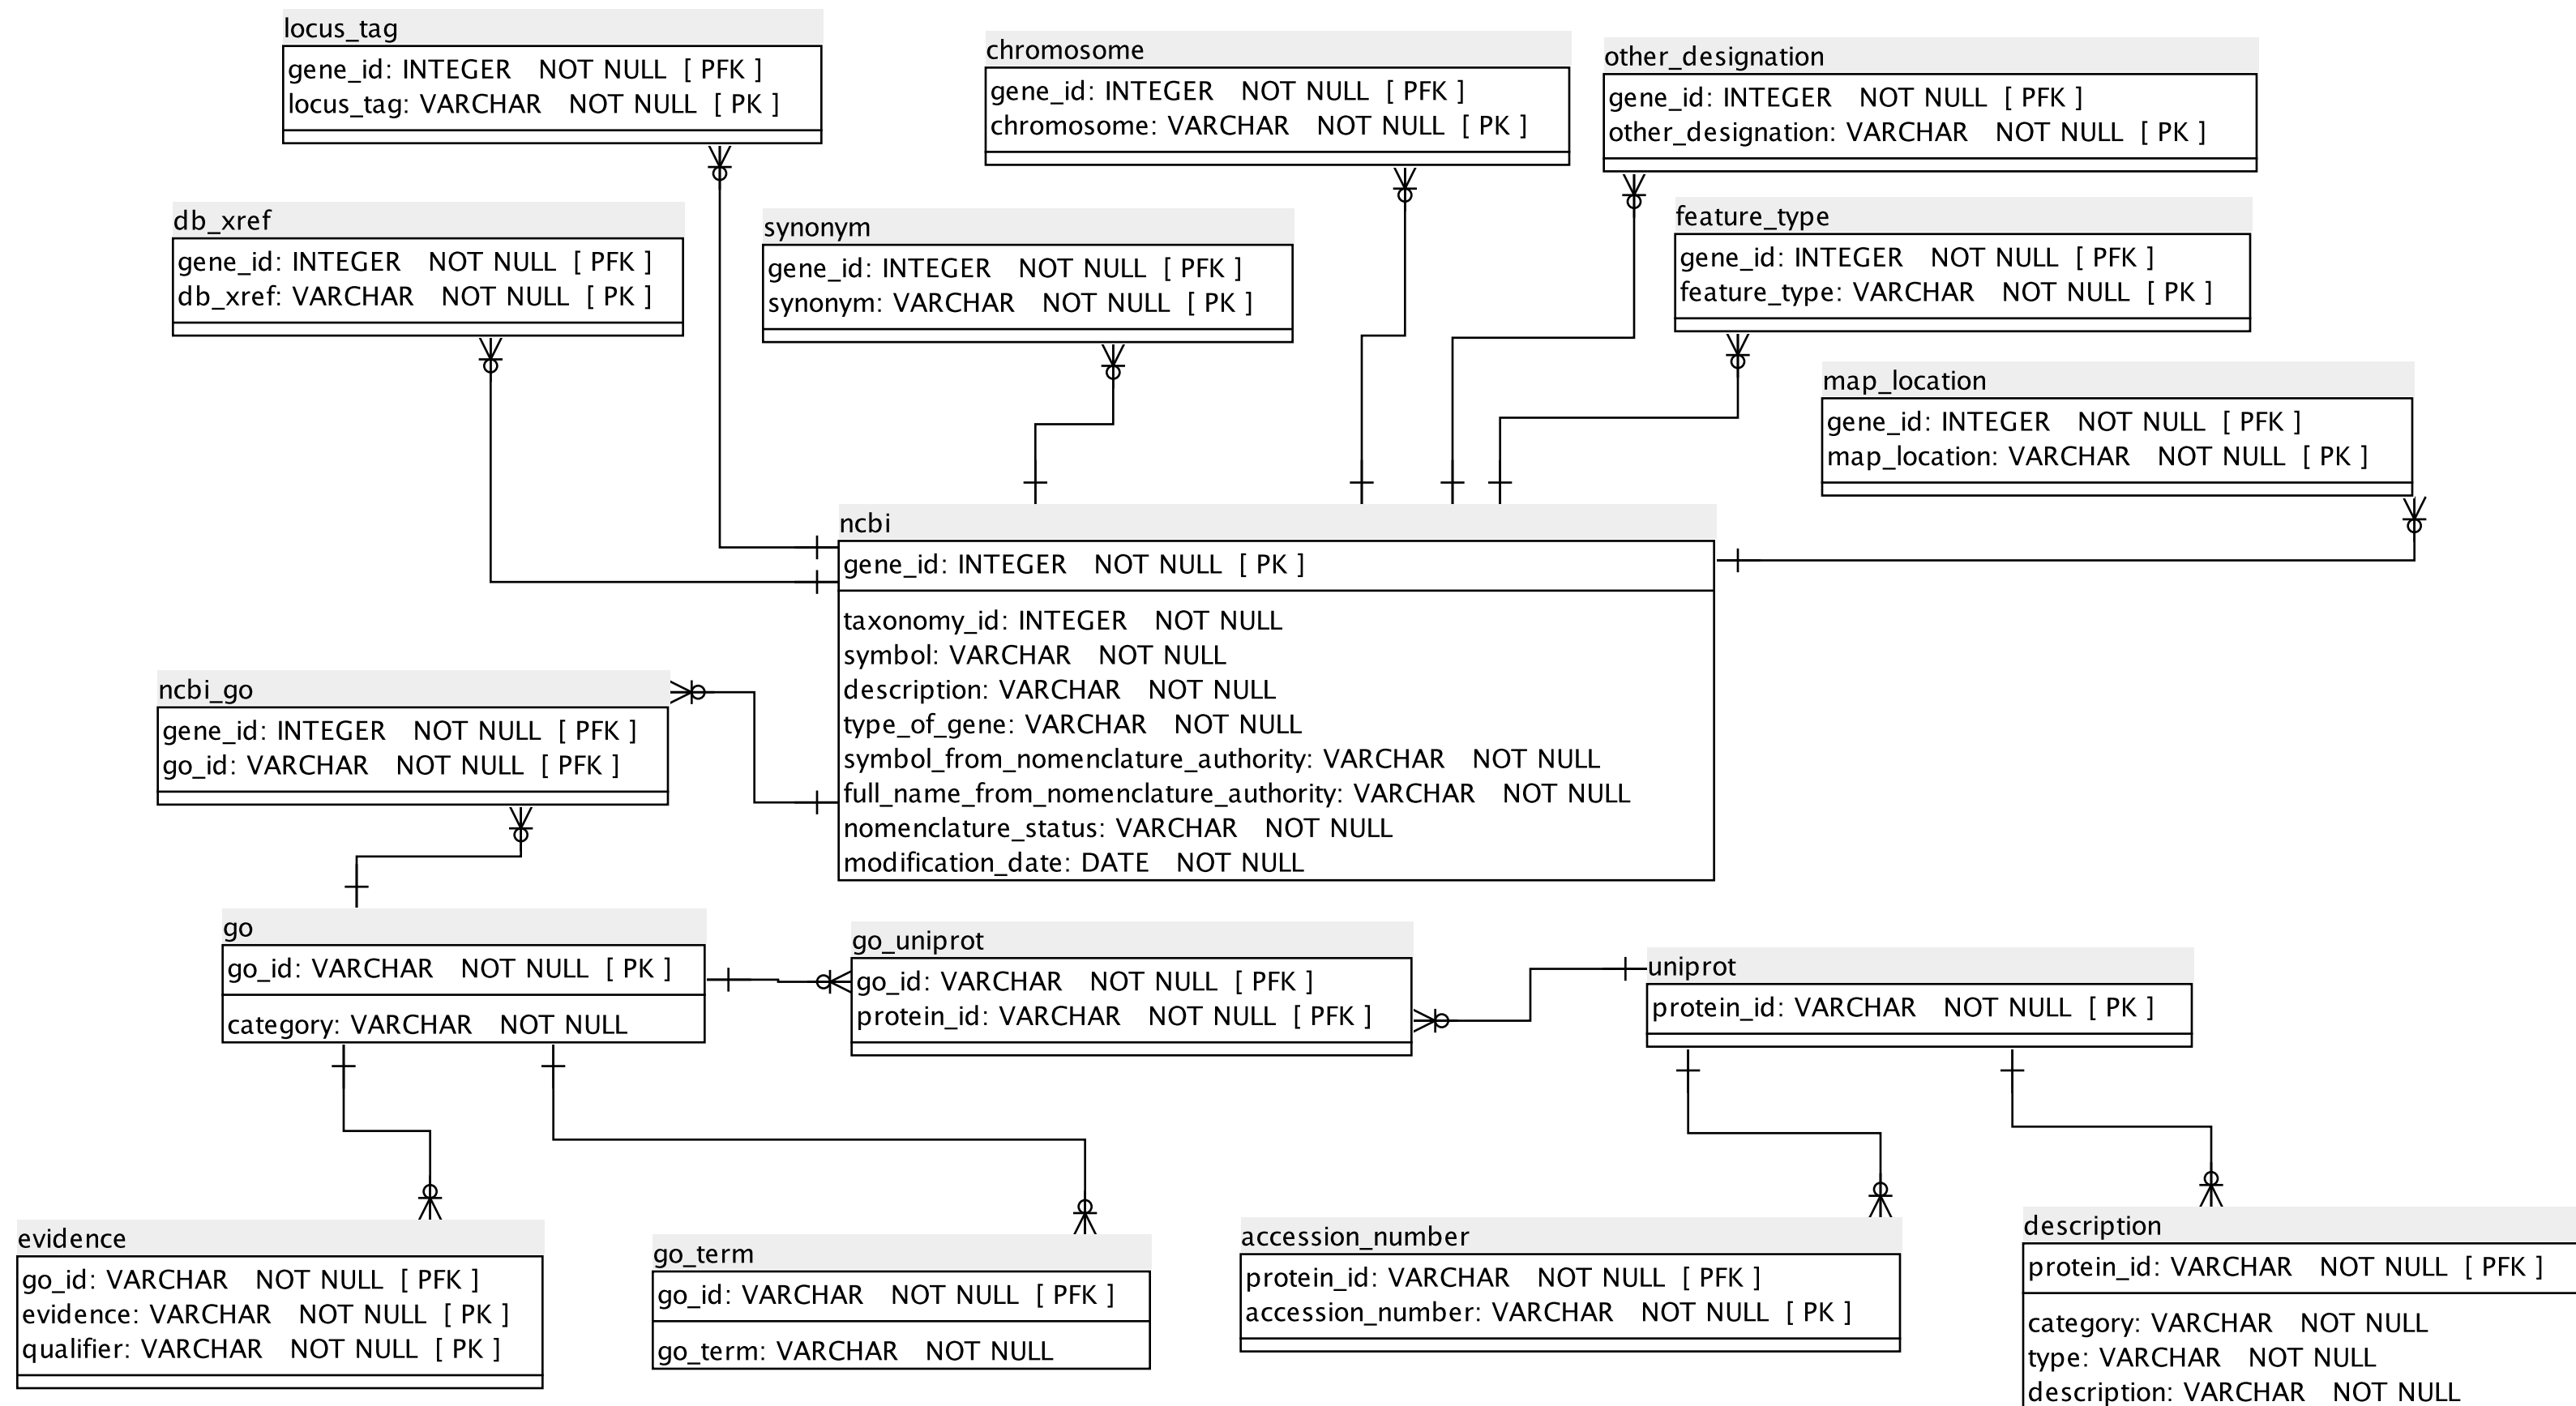 locus_tag
gene_id: INTEGER NOT NULL [ PFK ]
locus_tag: VARCHAR NOT NULL [ PK ]
chromosome
gene_id: INTEGER NOT NULL [ PFK ]
chromosome: VARCHAR NOT NULL [ PK ]
other_designation
gene_id: INTEGER NOT NULL [ PFK ]
other_designation: VARCHAR NOT NULL [ PK ]
db_xref
gene_id: INTEGER NOT NULL [ PFK ]
db_xref: VARCHAR NOT NULL [ PK ]
synonym
gene_id: INTEGER NOT NULL [ PFK ]
synonym: VARCHAR NOT NULL [ PK ]
feature_type
gene_id: INTEGER NOT NULL [ PFK ]
feature_type: VARCHAR NOT NULL [ PK ]
map_location
gene_id: INTEGER NOT NULL [ PFK ]
map_location: VARCHAR NOT NULL [ PK ]
ncbi
gene_id: INTEGER NOT NULL [ PK ]
taxonomy_id: INTEGER NOT NULL
symbol: VARCHAR NOT NULL
description: VARCHAR NOT NULL
type_of_gene: VARCHAR NOT NULL
symbol_from_nomenclature_authority: VARCHAR NOT NULL
full_name_from_nomenclature_authority: VARCHAR NOT NULL
nomenclature_status: VARCHAR NOT NULL
modification_date: DATE NOT NULL
ncbi_go
gene_id: INTEGER NOT NULL [ PFK ]
go_id: VARCHAR NOT NULL [ PFK ]
go
go_id: VARCHAR NOT NULL [ PK ]
category: VARCHAR NOT NULL
go_uniprot
go_id: VARCHAR NOT NULL [ PFK ]
protein_id: VARCHAR NOT NULL [ PFK ]
uniprot
protein_id: VARCHAR NOT NULL [ PK ]
evidence
go_id: VARCHAR NOT NULL [ PFK ]
evidence: VARCHAR NOT NULL [ PK ]
qualifier: VARCHAR NOT NULL [ PK ]
go_term
go_id: VARCHAR NOT NULL [ PFK ]
go_term: VARCHAR NOT NULL
accession_number
protein_id: VARCHAR NOT NULL [ PFK ]
accession_number: VARCHAR NOT NULL [ PK ]
description
protein_id: VARCHAR NOT NULL [ PFK ]
category: VARCHAR NOT NULL
type: VARCHAR NOT NULL
description: VARCHAR NOT NULL